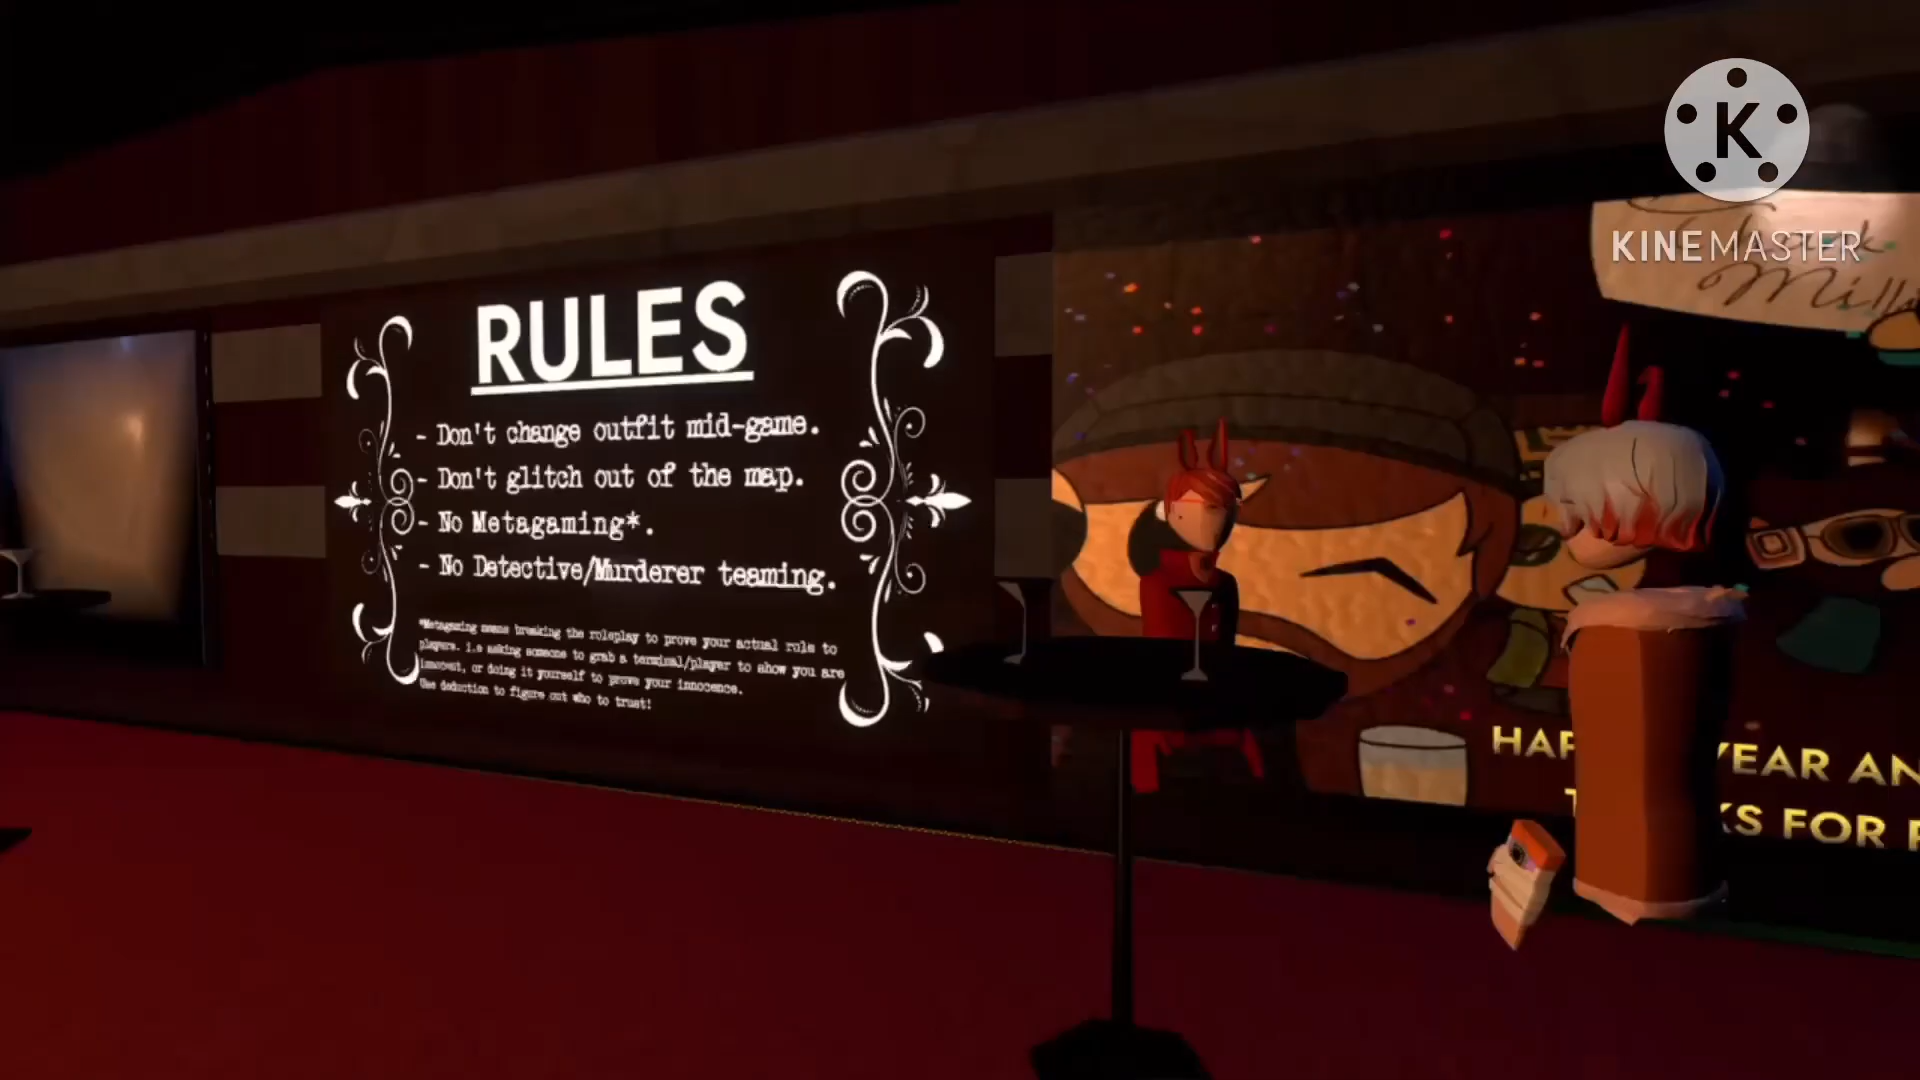 RULES
- Don't change outfit mid-game.
- Don't glitch out of the map.
- No Metagaming*.
- No Detective/Murderer teaming.
*Metagaming means breaking the roleplay to prove your actual role to
players. i.e asking someone to grab a terminal/player to show you are
innocent, or doing it yourself to prove your innocence.
Use deduction to figure out who to trust!
K
KINEMASTER
YEAR AN
FOR